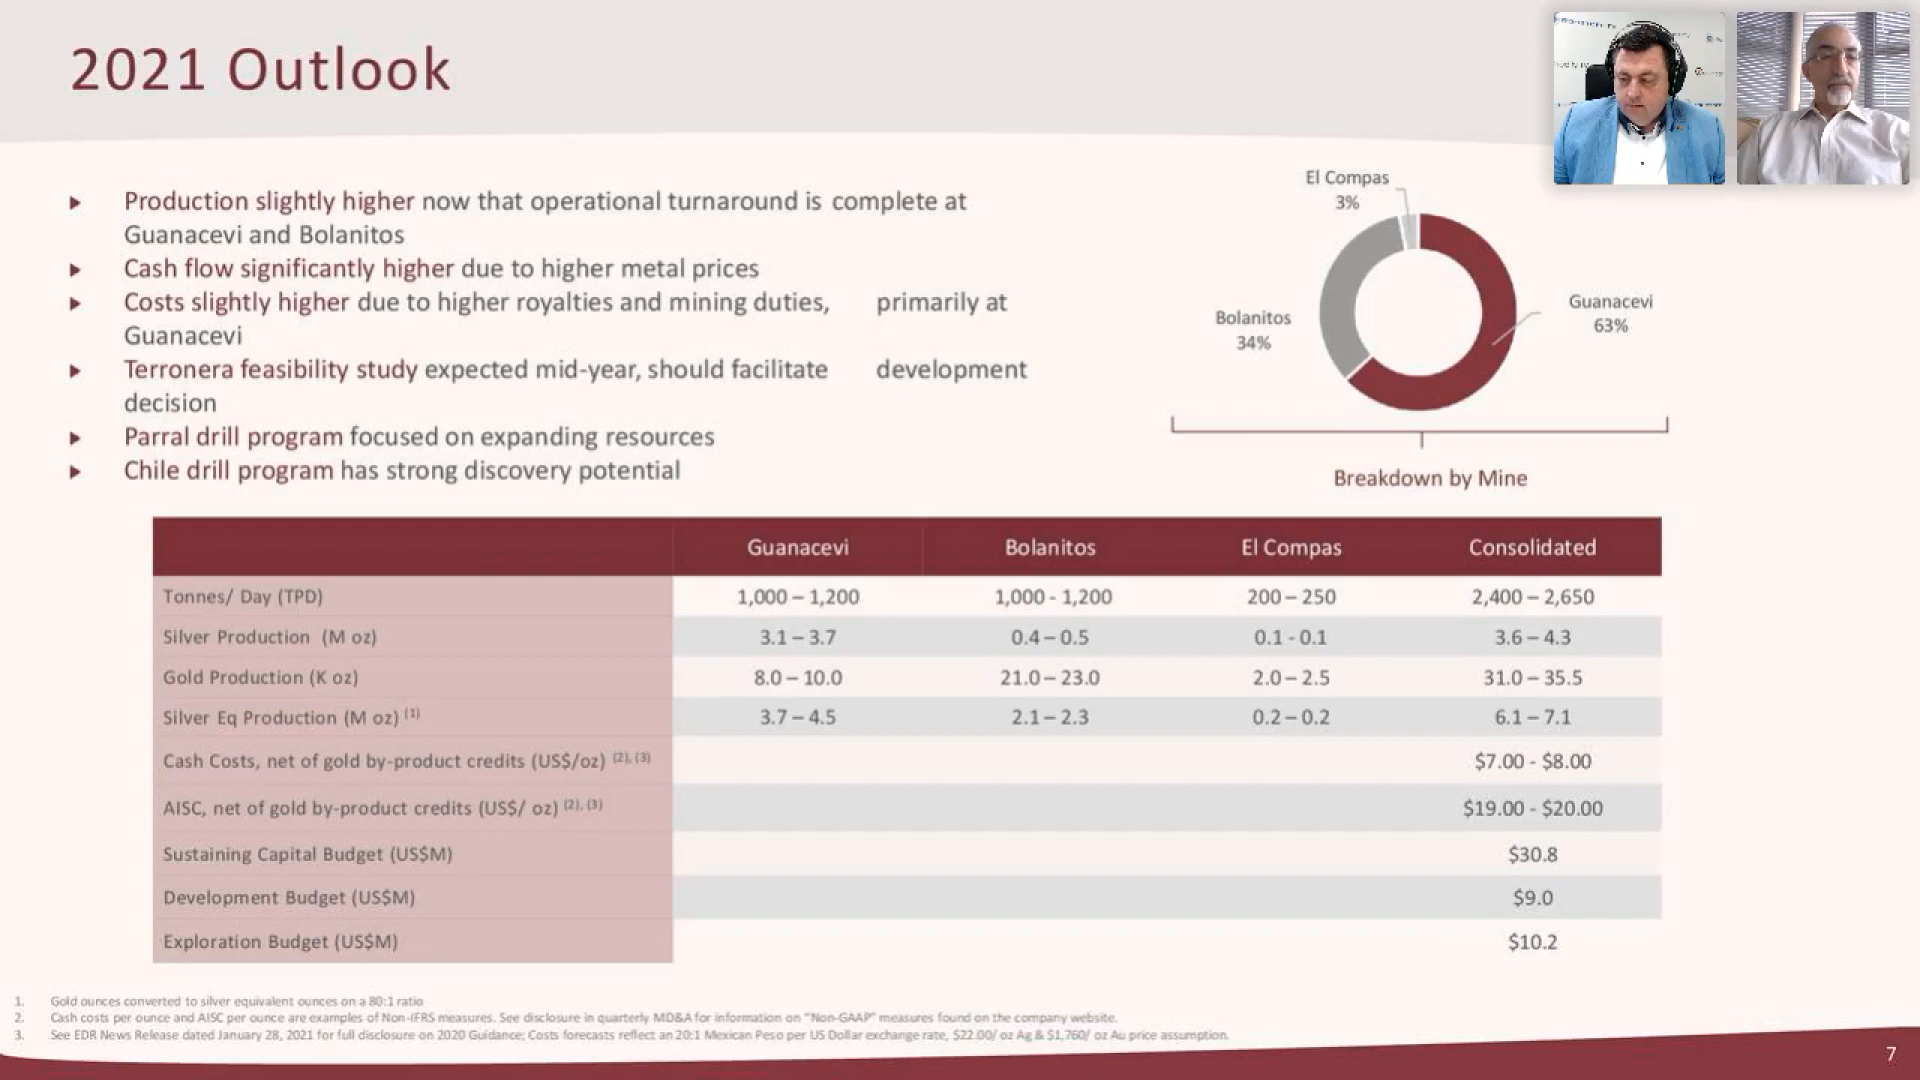 2021 Outlook
Production slightly higher now that operational turnaround is complete at
Guanacevi and Bolanitos
Cash flow significantly higher due to higher metal prices
Costs slightly higher due to higher royalties and mining duties, primarily at
Guanacevi
Terronera feasibility study expected mid-year, should facilitate development
decision
Parral drill program focused on expanding resources
Chile drill program has strong discovery potential
El Compas
3%
Bolanitos
34%
Guanacevi
63%
Breakdown by Mine
Guanacevi Bolanitos El Compas Consolidated
Tonnes/ Day (TPD) 1,000 – 1,200 1,000 - 1,200 200 – 250 2,400 – 2,650
Silver Production (M oz) 3.1 – 3.7 0.4 – 0.5 0.1 - 0.1 3.6 – 4.3
Gold Production (K oz) 8.0 – 10.0 21.0 – 23.0 2.0 – 2.5 31.0 – 35.5
Silver Eq Production (M oz) (1) 3.7 – 4.5 2.1 – 2.3 0.2 – 0.2 6.1 – 7.1
Cash Costs, net of gold by-product credits (US$/oz) (2), (3) $7.00 - $8.00
AISC, net of gold by-product credits (US$/ oz) (2), (3) $19.00 - $20.00
Sustaining Capital Budget (US$M) $30.8
Development Budget (US$M) $9.0
Exploration Budget (US$M) $10.2
1. Gold ounces converted to silver equivalent ounces on a 80:1 ratio
2. Cash costs per ounce and AISC per ounce are examples of Non-IFRS measures. See disclosure in quarterly MD&A for information on "Non-GAAP" measures found on the company website.
3. See EDR News Release dated January 28, 2021 for full disclosure on 2020 Guidance; Costs forecasts reflect an 20:1 Mexican Peso per US Dollar exchange rate, $22.00/ oz Ag & $1,760/ oz Au price assumption.
7